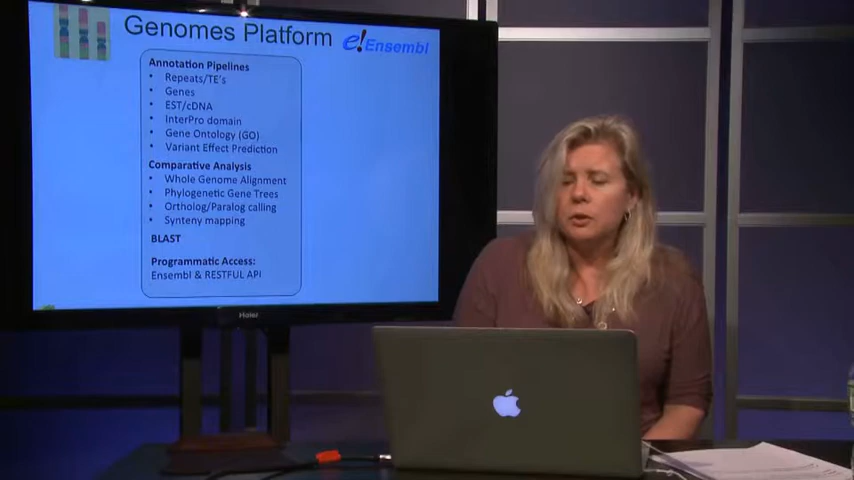 Genomes Platform
e!Ensembl
Annotation Pipelines
• Repeats/TE's
• Genes
• EST/cDNA
• InterPro domain
• Gene Ontology (GO)
• Variant Effect Prediction
Comparative Analysis
• Whole Genome Alignment
• Phylogenetic Gene Trees
• Ortholog/Paralog calling
• Synteny mapping
BLAST
Programmatic Access:
Ensembl & RESTFUL API
Haier